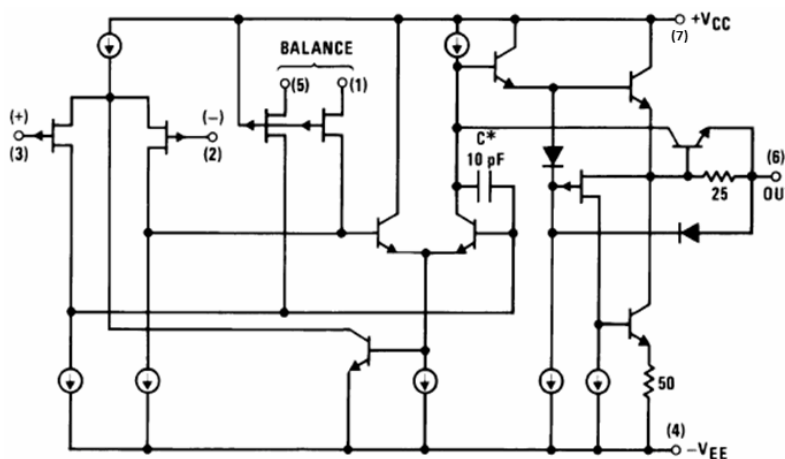 +VCC
(7)
BALANCE
(5)
(1)
(+)
(3)
(-)
(2)
C*
10 pF
(6)
25
OU
50
(4)
-VEE